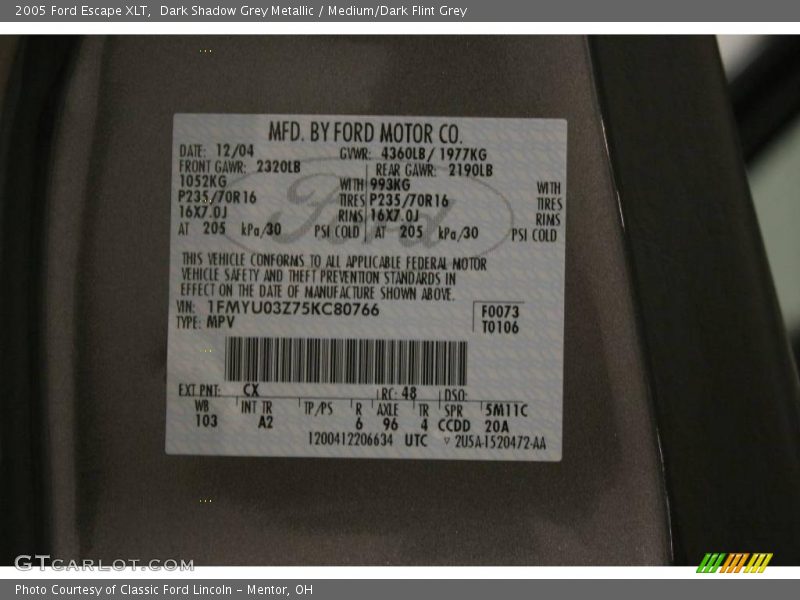 2005 Ford Escape XLT,  Dark Shadow Grey Metallic / Medium/Dark Flint Grey
MFD. BY FORD MOTOR CO.
DATE: 12/04 GVWR: 4360LB/ 1977KG
FRONT GAWR: 2320LB REAR GAWR: 2190LB
1052KG WITH 993KG WITH
P235/70R16 TIRES P235/70R16 TIRES
16X7.0J RIMS 16X7.0J RIMS
AT 205 kPa/30 PSI COLD AT 205 kPa/30 PSI COLD
Ford
THIS VEHICLE CONFORMS TO ALL APPLICABLE FEDERAL MOTOR
VEHICLE SAFETY AND THEFT PREVENTION STANDARDS IN
EFFECT ON THE DATE OF MANUFACTURE SHOWN ABOVE.
VIN: 1FMYU03Z75KC80766 F0073
TYPE: MPV T0106
EXT PNT: CX RC: 48 DSO:
WB INT TR TP/PS R AXLE TR SPR 5M11C
103 A2 6 96 4 CCDD 20A
1200412206634 UTC ▽ 2U5A-1520472-AA
GTCARLOT.COM
Photo Courtesy of Classic Ford Lincoln - Mentor, OH